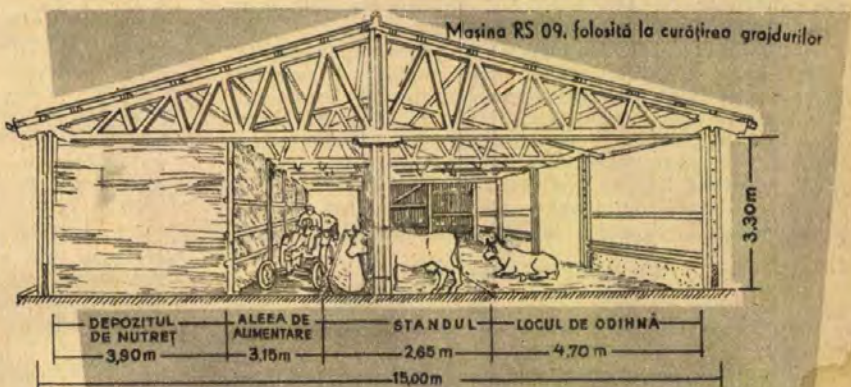 Mașina RS 09, folosită la curățirea grajdurilor
3.30m
DEPOZITUL DE NUTREȚ
ALEEA DE ALIMENTARE
STANDUL
LOCUL DE ODIHNĂ
3,90m
3,15m
2,65m
4,70m
15,00m